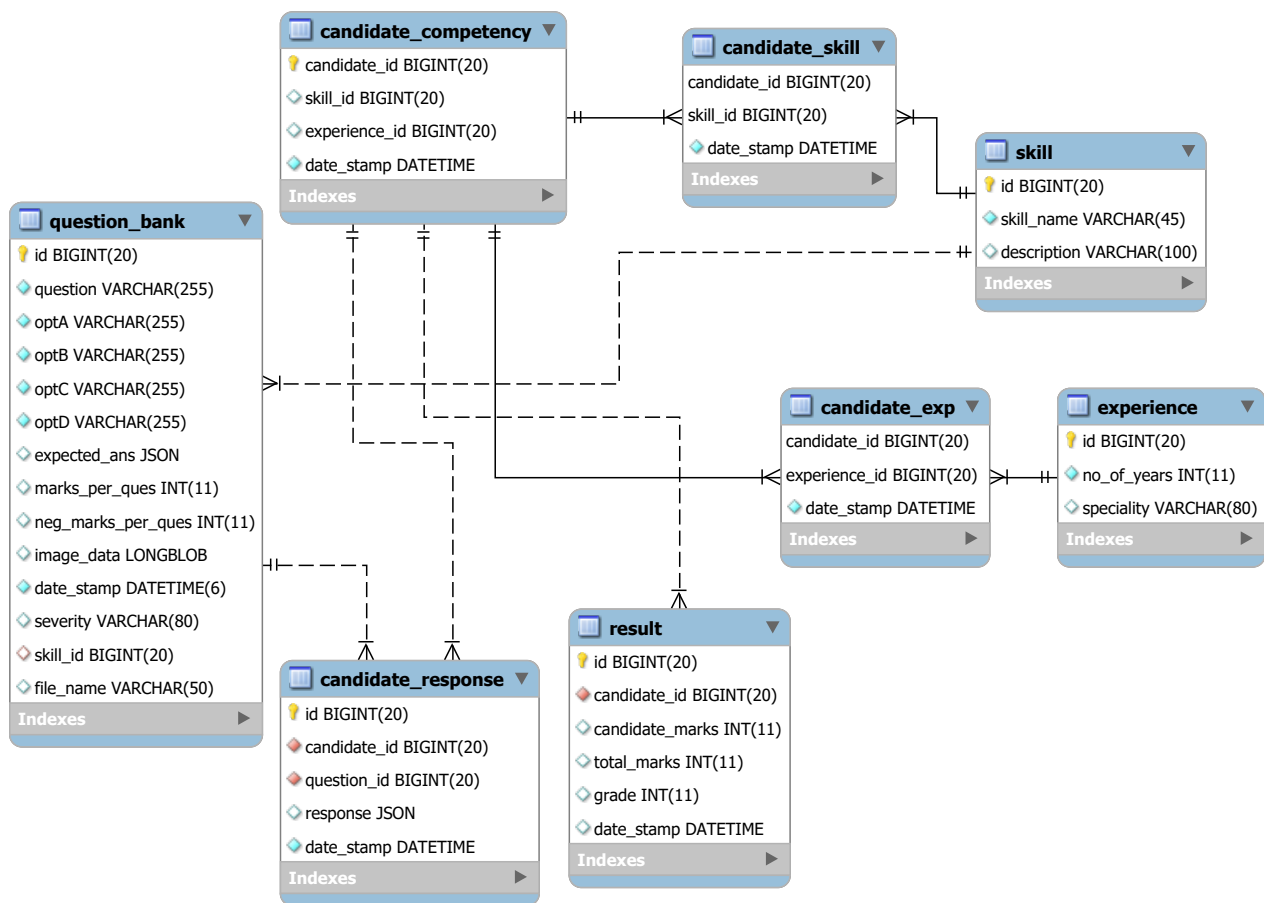 candidate_competency
candidate_id BIGINT(20)
skill_id BIGINT(20)
experience_id BIGINT(20)
date_stamp DATETIME
Indexes
candidate_skill
candidate_id BIGINT(20)
skill_id BIGINT(20)
date_stamp DATETIME
Indexes
skill
id BIGINT(20)
skill_name VARCHAR(45)
description VARCHAR(100)
Indexes
question_bank
id BIGINT(20)
question VARCHAR(255)
optA VARCHAR(255)
optB VARCHAR(255)
optC VARCHAR(255)
optD VARCHAR(255)
expected_ans JSON
marks_per_ques INT(11)
neg_marks_per_ques INT(11)
image_data LONGBLOB
date_stamp DATETIME(6)
severity VARCHAR(80)
skill_id BIGINT(20)
file_name VARCHAR(50)
Indexes
candidate_exp
candidate_id BIGINT(20)
experience_id BIGINT(20)
date_stamp DATETIME
Indexes
experience
id BIGINT(20)
no_of_years INT(11)
speciality VARCHAR(80)
Indexes
candidate_response
id BIGINT(20)
candidate_id BIGINT(20)
question_id BIGINT(20)
response JSON
date_stamp DATETIME
Indexes
result
id BIGINT(20)
candidate_id BIGINT(20)
candidate_marks INT(11)
total_marks INT(11)
grade INT(11)
date_stamp DATETIME
Indexes